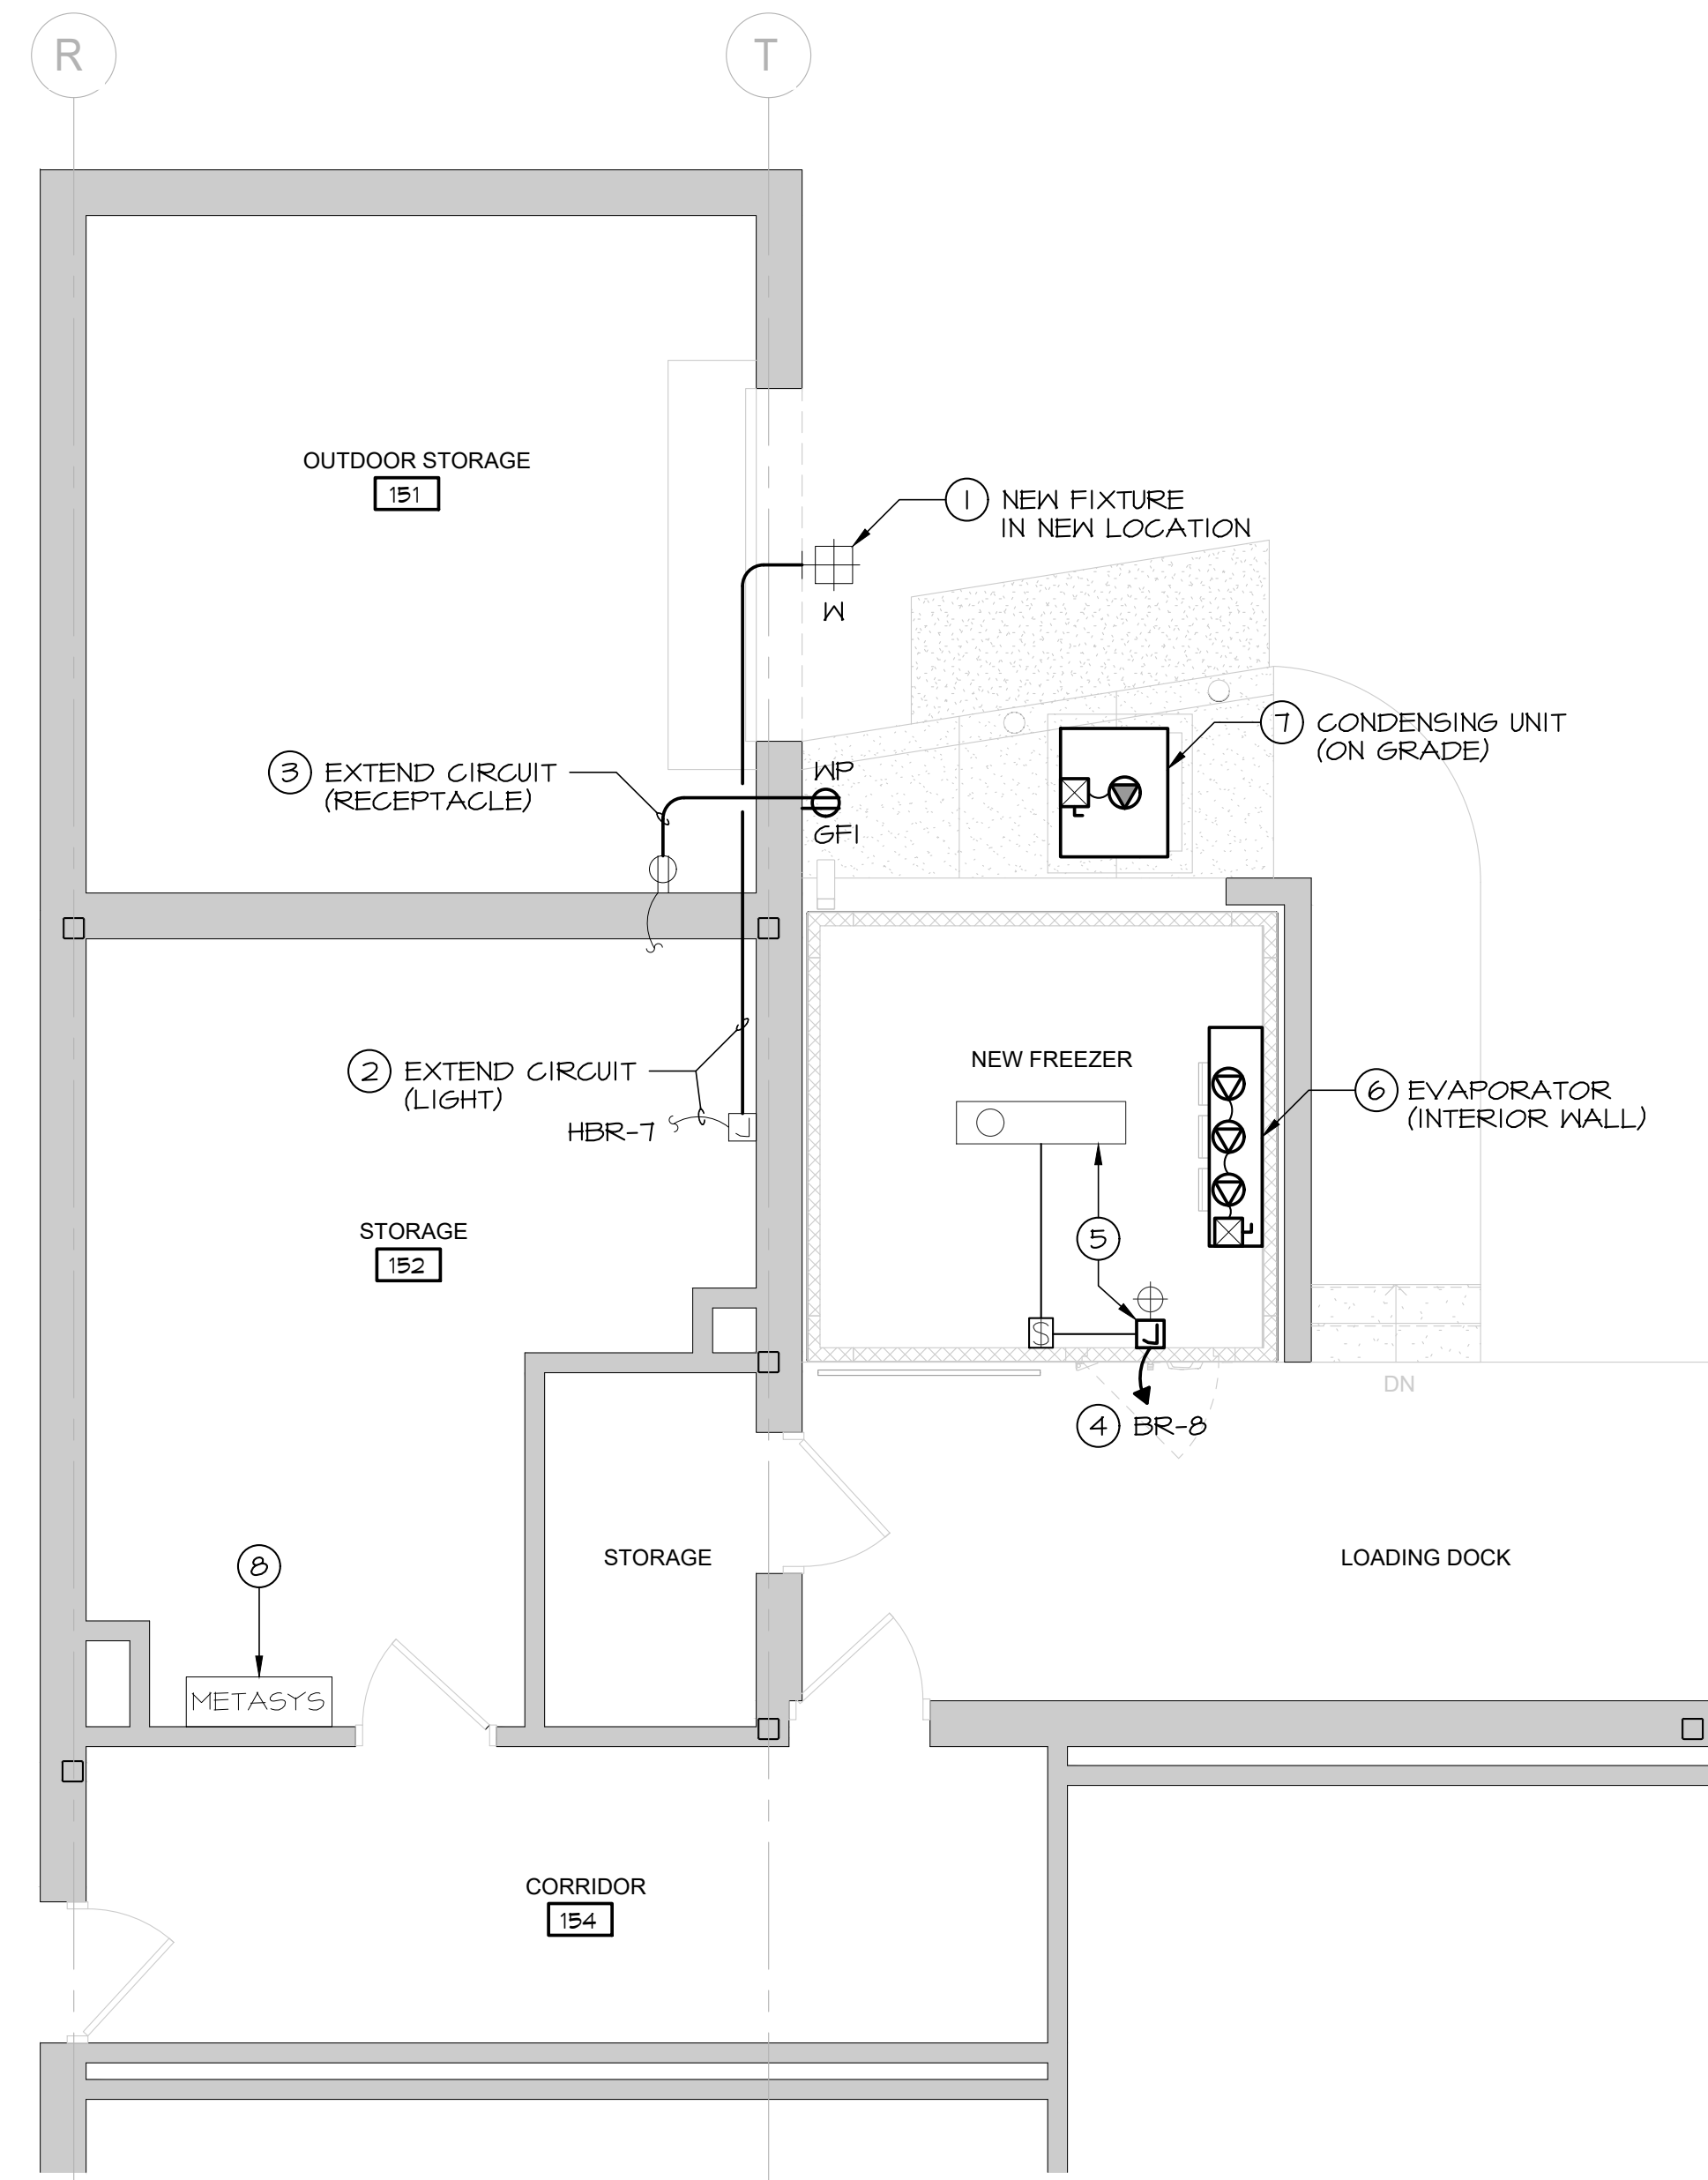 R
T
OUTDOOR STORAGE
151
1 NEW FIXTURE
IN NEW LOCATION
W
3 EXTEND CIRCUIT
(RECEPTACLE)
WP
GFI
7 CONDENSING UNIT
(ON GRADE)
2 EXTEND CIRCUIT
(LIGHT)
HBR-7
J
NEW FREEZER
6 EVAPORATOR
(INTERIOR WALL)
STORAGE
152
5
S
J
4 BR-8
DN
STORAGE
LOADING DOCK
8
METASYS
CORRIDOR
154